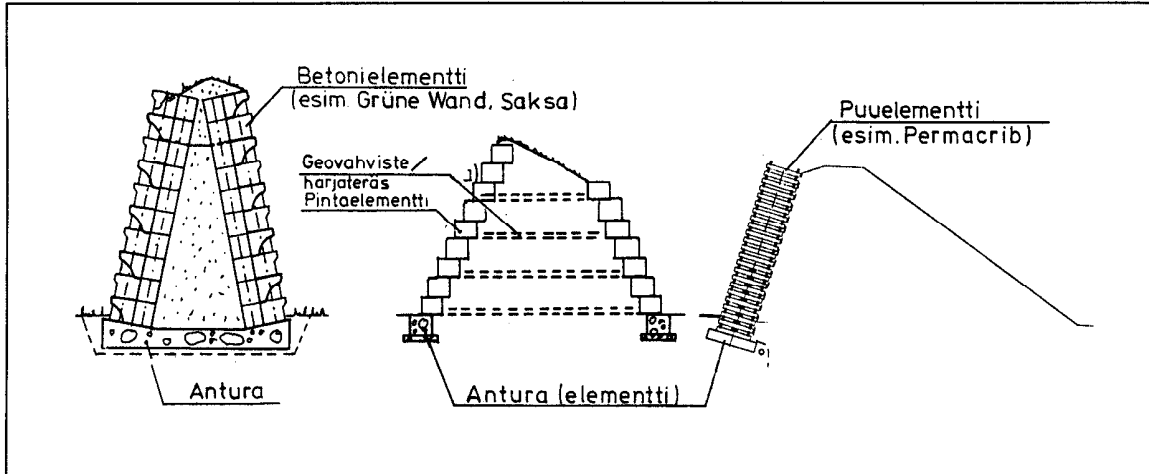 Betonielementti
(esim. Grüne Wand, Saksa)
Puuelementti
(esim. Permacrib)
Geovahviste
harjateräs
Pintaelementti
Antura
Antura (elementti)